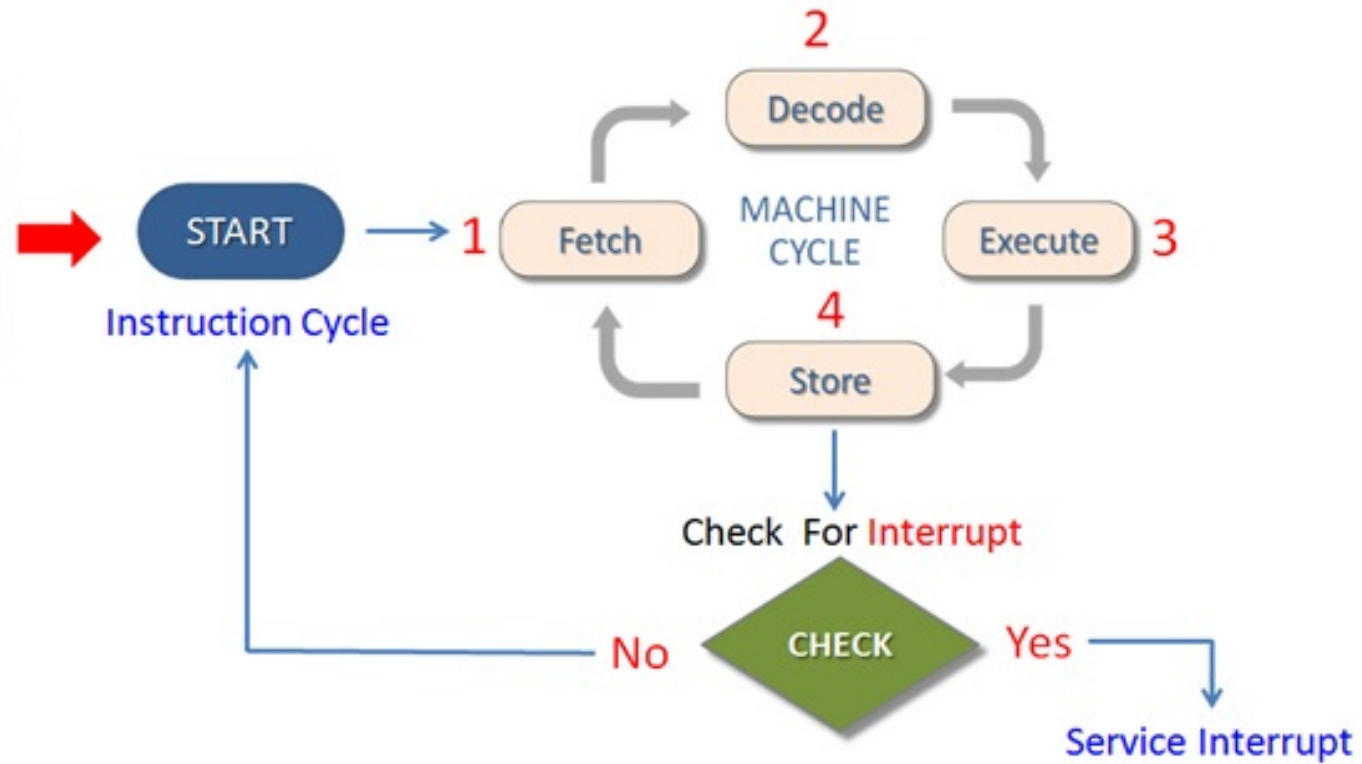 2
Decode
START
1
Fetch
MACHINE
CYCLE
Execute
3
Instruction Cycle
4
Store
Check For Interrupt
No
CHECK
Yes
Service Interrupt